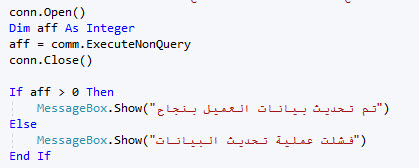 conn.Open()
Dim aff As Integer
aff = comm.ExecuteNonQuery
conn.Close()
If aff > 0 Then
MessageBox.Show("تم تحديث بيانات العميل بنجاح")
Else
MessageBox.Show("فشلت عملية تحديث البيانات")
End If